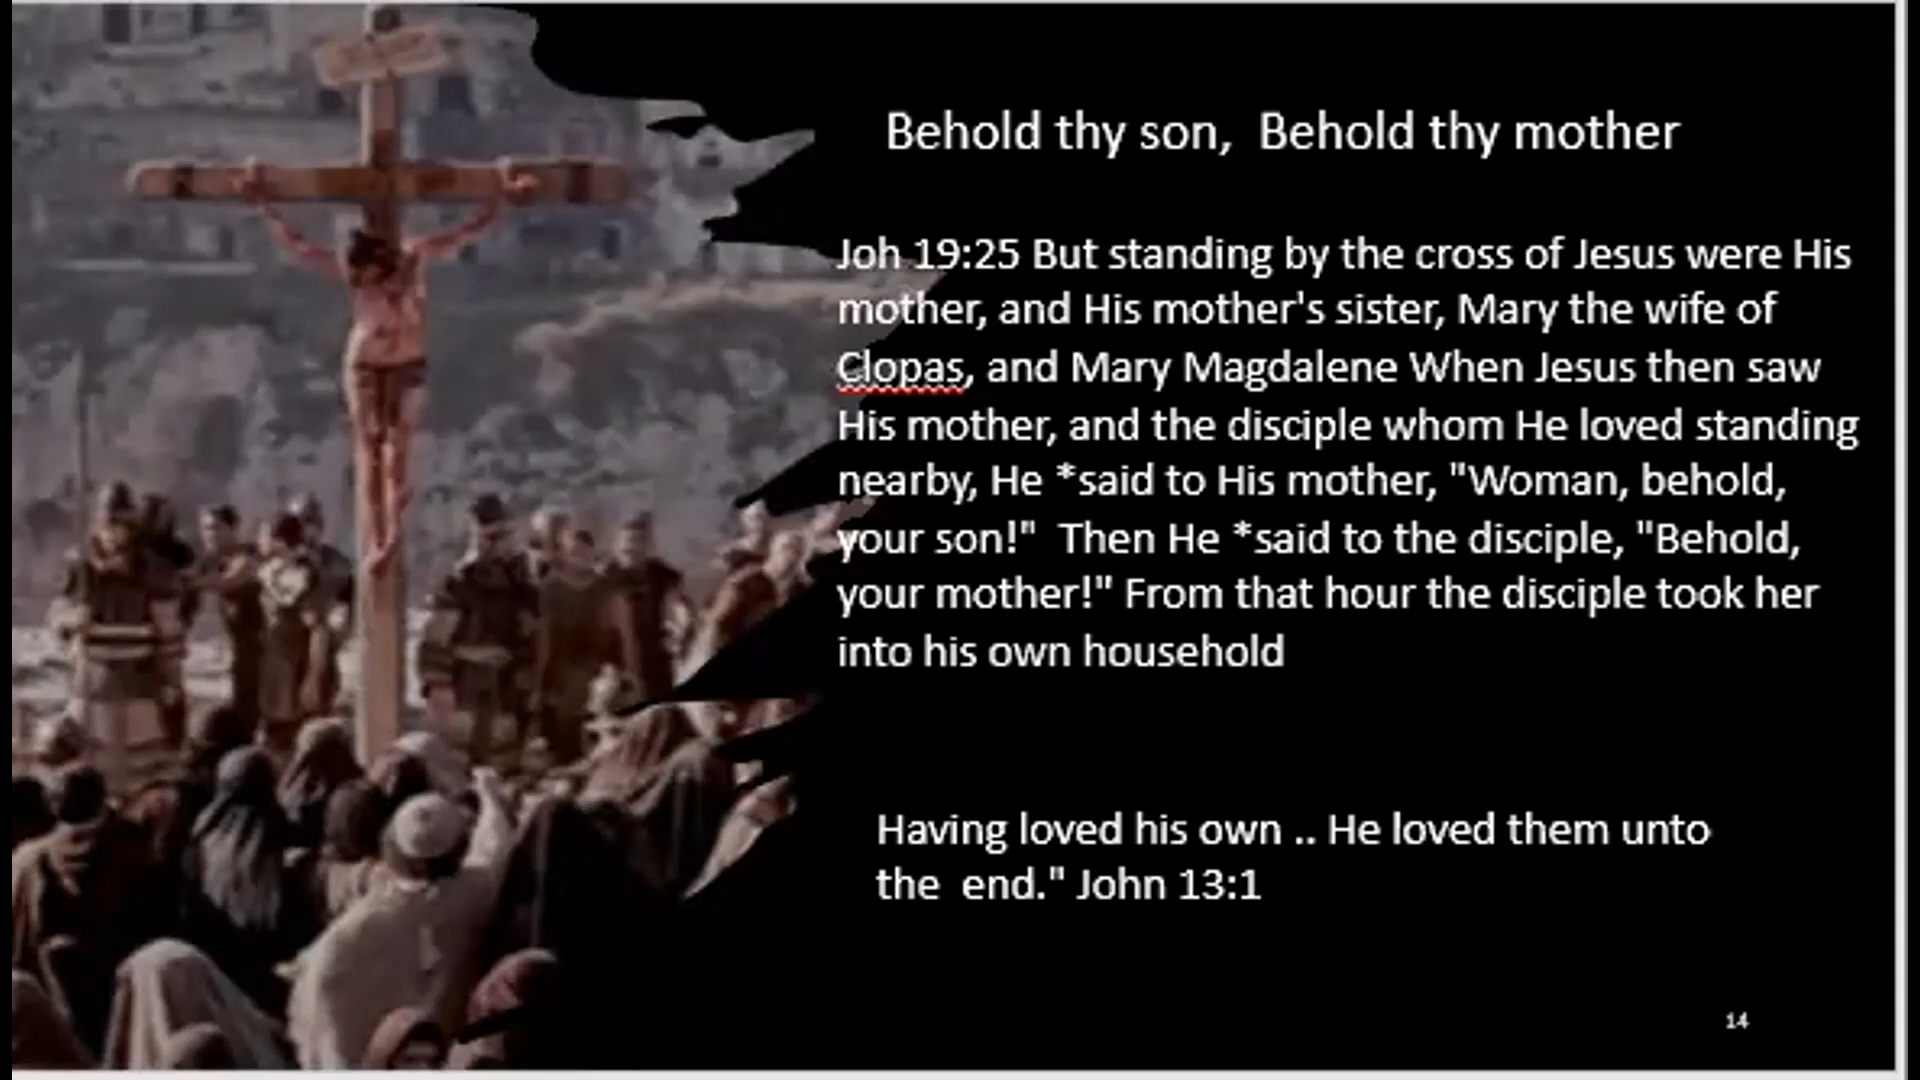 Behold thy son,  Behold thy mother
Joh 19:25 But standing by the cross of Jesus were His
mother, and His mother's sister, Mary the wife of
Clopas, and Mary Magdalene When Jesus then saw
His mother, and the disciple whom He loved standing
nearby, He *said to His mother, "Woman, behold,
your son!"  Then He *said to the disciple, "Behold,
your mother!" From that hour the disciple took her
into his own household
Having loved his own .. He loved them unto
the  end." John 13:1
14